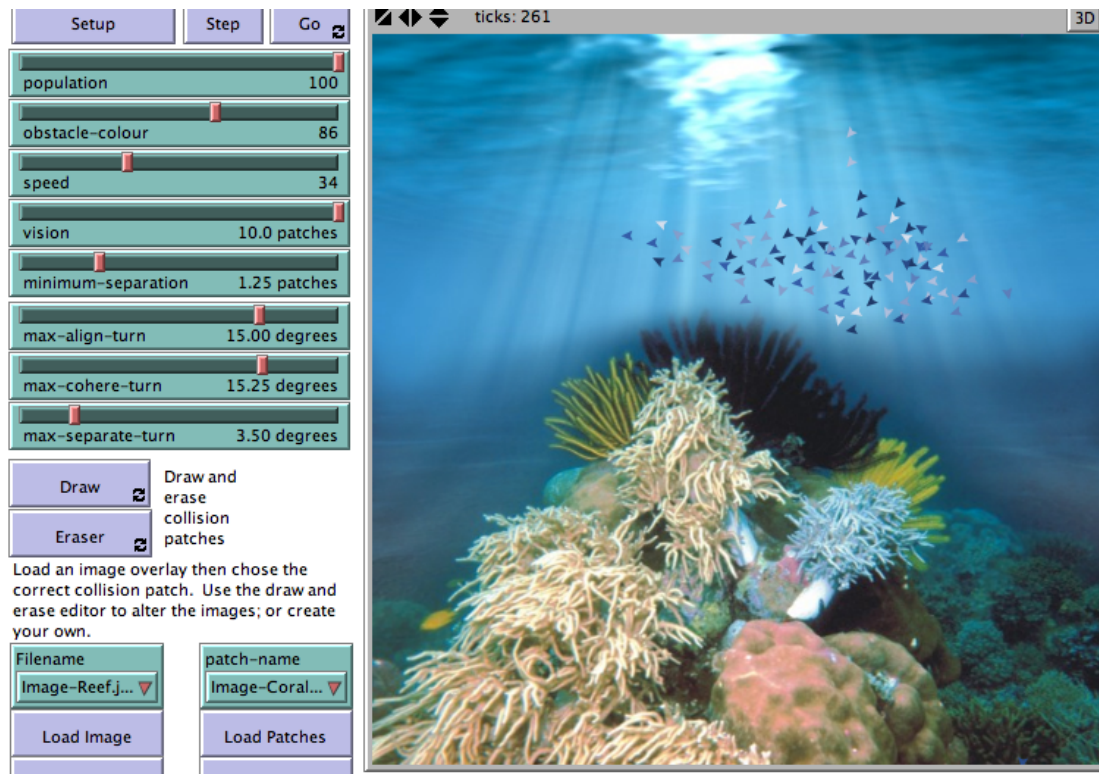 Setup
Step
Go
ticks: 261
3D
population 100
obstacle-colour 86
speed 34
vision 10.0 patches
minimum-separation 1.25 patches
max-align-turn 15.00 degrees
max-cohere-turn 15.25 degrees
max-separate-turn 3.50 degrees
Draw
Eraser
Draw and
erase
collision
patches
Load an image overlay then chose the
correct collision patch. Use the draw and
erase editor to alter the images; or create
your own.
Filename
Image-Reef.j...
patch-name
Image-Coral...
Load Image
Load Patches